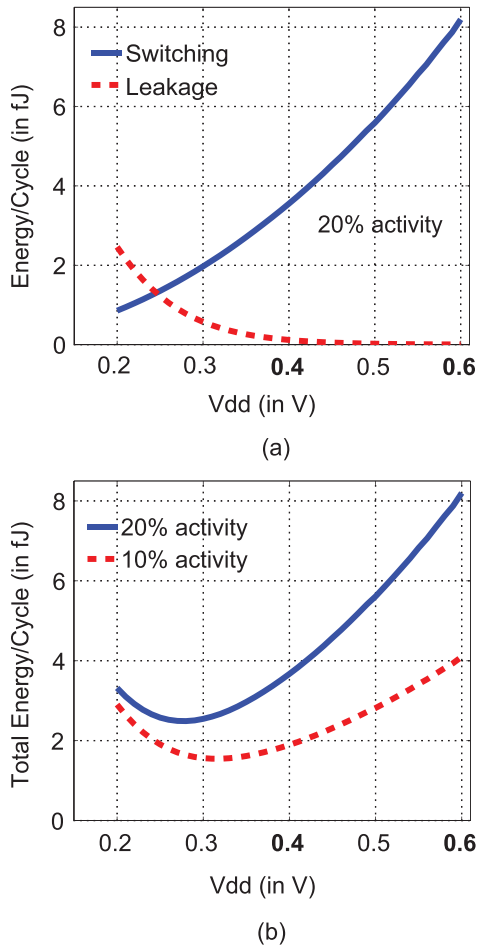 8
6
4
2
0
Energy/Cycle (in fJ)
Switching
Leakage
20% activity
0.2 0.3 0.4 0.5 0.6
Vdd (in V)
(a)
8
6
4
2
0
Total Energy/Cycle (in fJ)
20% activity
10% activity
0.2 0.3 0.4 0.5 0.6
Vdd (in V)
(b)